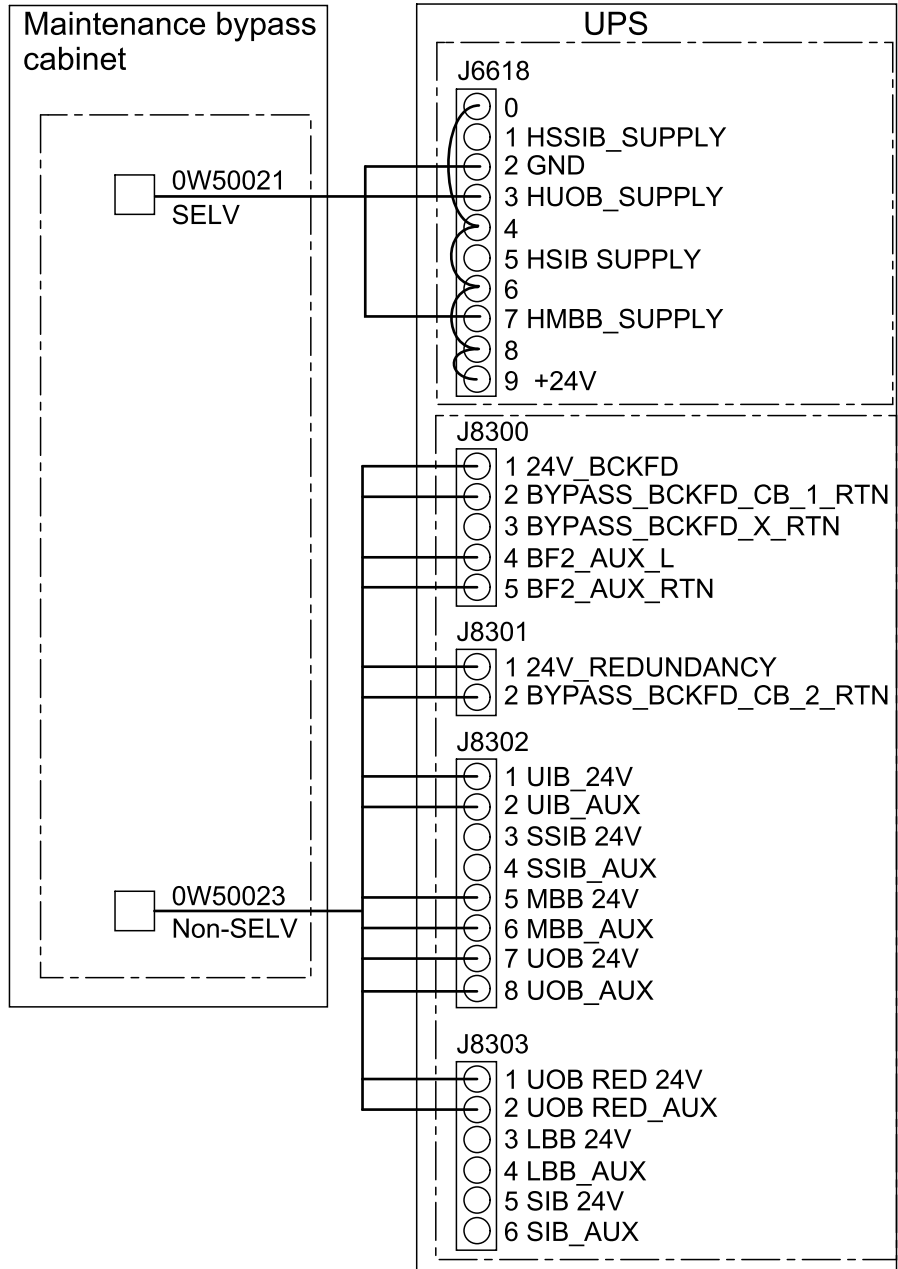 Maintenance bypass
cabinet
0W50021
SELV
0W50023
Non-SELV
UPS
J6618
0
1 HSSIB_SUPPLY
2 GND
3 HUOB_SUPPLY
4
5 HSIB SUPPLY
6
7 HMBB_SUPPLY
8
9 +24V
J8300
1 24V_BCKFD
2 BYPASS_BCKFD_CB_1_RTN
3 BYPASS_BCKFD_X_RTN
4 BF2_AUX_L
5 BF2_AUX_RTN
J8301
1 24V_REDUNDANCY
2 BYPASS_BCKFD_CB_2_RTN
J8302
1 UIB_24V
2 UIB_AUX
3 SSIB 24V
4 SSIB_AUX
5 MBB 24V
6 MBB_AUX
7 UOB 24V
8 UOB_AUX
J8303
1 UOB RED 24V
2 UOB RED_AUX
3 LBB 24V
4 LBB_AUX
5 SIB 24V
6 SIB_AUX